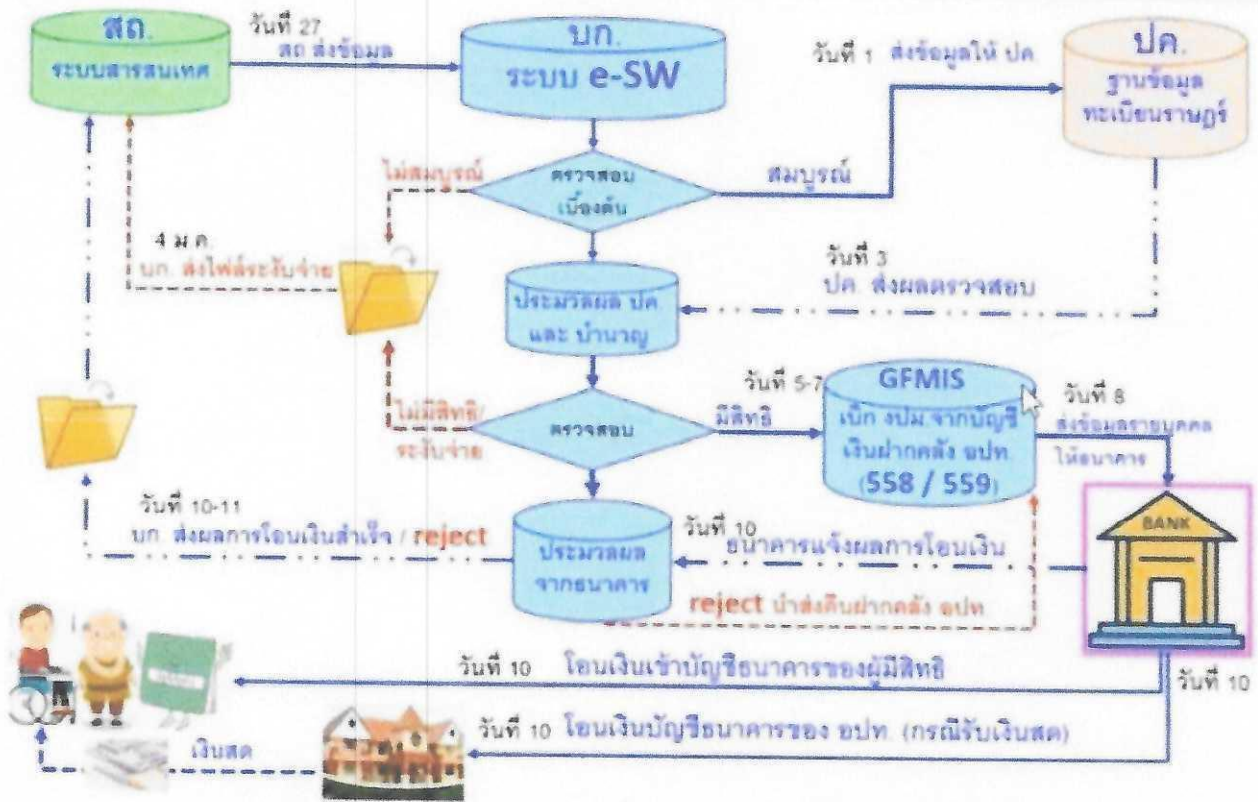 สถ.
ระบบสารสนเทศ
วันที่ 27
สถ ส่งข้อมูล
บก.
ระบบ e-SW
วันที่ 1 ส่งข้อมูลให้ ปค.
ปค.
ฐานข้อมูล
ทะเบียนราษฎร์
ไม่สมบูรณ์
ตรวจสอบ
เบื้องต้น
สมบูรณ์
4 ม.ค.
บก. ส่งไฟล์ระงับจ่าย
วันที่ 3
ปค. ส่งผลตรวจสอบ
ประมวลผล ปค.
และ บำนาญ
ไม่มีสิทธิ/
ระงับจ่าย
ตรวจสอบ
วันที่ 5-7
มีสิทธิ
GFMIS
เบิก งปม.จากบัญชี
เงินฝากคลัง อปท.
(558 / 559)
วันที่ 8
ส่งข้อมูลรายบุคคล
ให้ธนาคาร
BANK
วันที่ 10-11
บก. ส่งผลการโอนเงินสำเร็จ / reject
ประมวลผล
จากธนาคาร
วันที่ 10
ธนาคารแจ้งผลการโอนเงิน
reject นำส่งคืนฝากคลัง อปท
วันที่ 10 โอนเงินเข้าบัญชีธนาคารของผู้มีสิทธิ
วันที่ 10
วันที่ 10 โอนเงินบัญชีธนาคารของ อปท. (กรณีรับเงินสด)
เงินสด